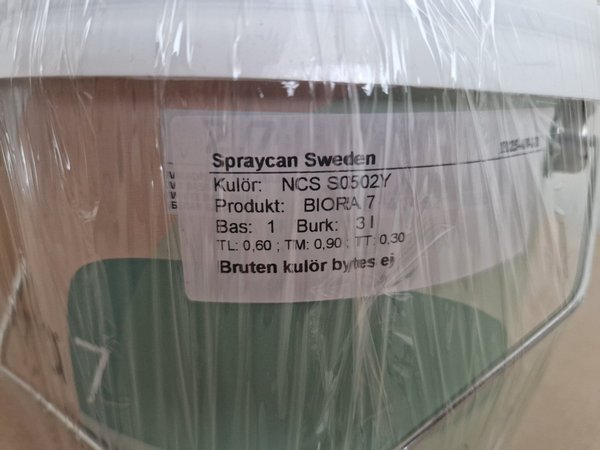 Spraycan Sweden
Kulör: NCS S0502Y
Produkt: BIORA 7
Bas: 1 Burk: 3 l
TL: 0,60 ; TM: 0,90 ; TT: 0,30
Bruten kulör bytes ej
7